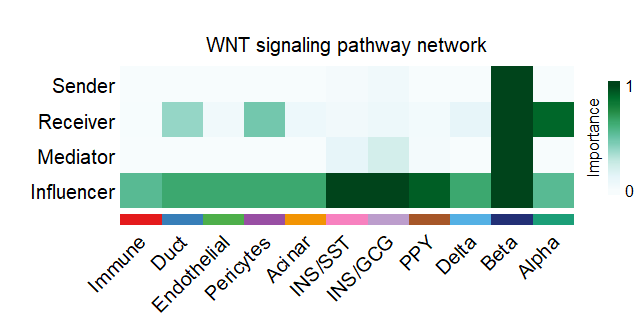 WNT signaling pathway network
Sender
Receiver
Mediator
Influencer
Immune
Duct
Endothelial
Pericytes
Acinar
INS/SST
INS/GCG
PPY
Delta
Beta
Alpha
Importance
1
0